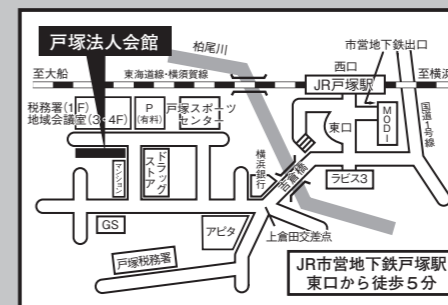 戸塚法人会館
柏尾川
市営地下鉄出口
西口
至大船
東海道線・横須賀線
JR戸塚駅
至横浜
税務署(1F)
地域会議室(3・4F)
P
(有料)
戸塚スポーツ
センター
東口
MODI
国道1号線
マンション
ドラッグ
ストア
横浜銀行
吉倉橋
ラピス3
GS
アピタ
上倉田交差点
戸塚税務署
JR市営地下鉄戸塚駅
東口から徒歩5分